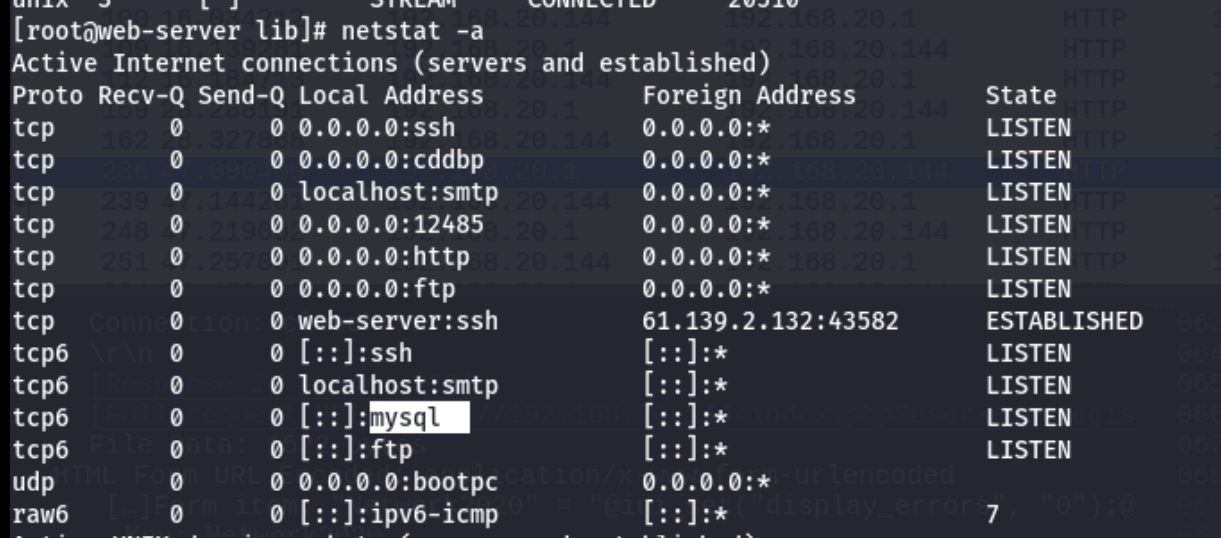 unix 3 [ ] STREAM CONNECTED 20510
[root@web-server lib]# netstat -a
Active Internet connections (servers and established)
Proto Recv-Q Send-Q Local Address Foreign Address State
tcp 0 0 0.0.0.0:ssh 0.0.0.0:* LISTEN
tcp 0 0 0.0.0.0:cddbp 0.0.0.0:* LISTEN
tcp 0 0 localhost:smtp 0.0.0.0:* LISTEN
tcp 0 0 0.0.0.0:12485 0.0.0.0:* LISTEN
tcp 0 0 0.0.0.0:http 0.0.0.0:* LISTEN
tcp 0 0 0.0.0.0:ftp 0.0.0.0:* LISTEN
tcp 0 0 web-server:ssh 61.139.2.132:43582 ESTABLISHED
tcp6 0 0 [::]:ssh [::]:* LISTEN
tcp6 0 0 localhost:smtp [::]:* LISTEN
tcp6 0 0 [::]:mysql [::]:* LISTEN
tcp6 0 0 [::]:ftp [::]:* LISTEN
udp 0 0 0.0.0.0:bootpc 0.0.0.0:*
raw6 0 0 [::]:ipv6-icmp [::]:* 7